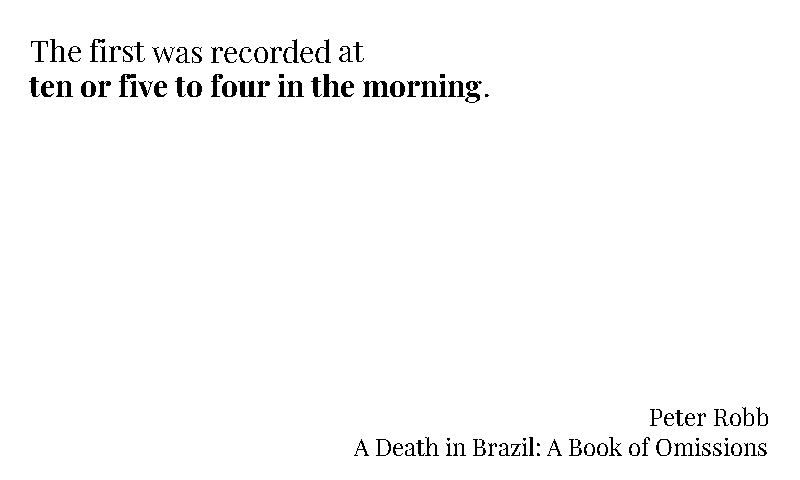 The first was recorded at
ten or five to four in the morning.
Peter Robb
A Death in Brazil: A Book of Omissions